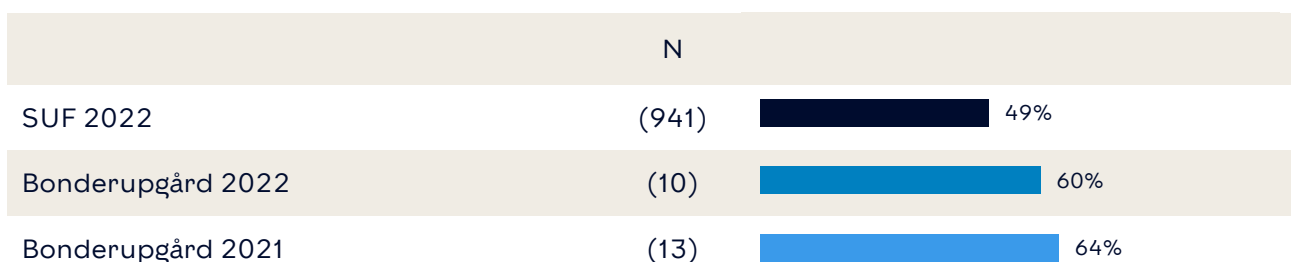 N
SUF 2022 (941) 49%
Bonderupgård 2022 (10) 60%
Bonderupgård 2021 (13) 64%